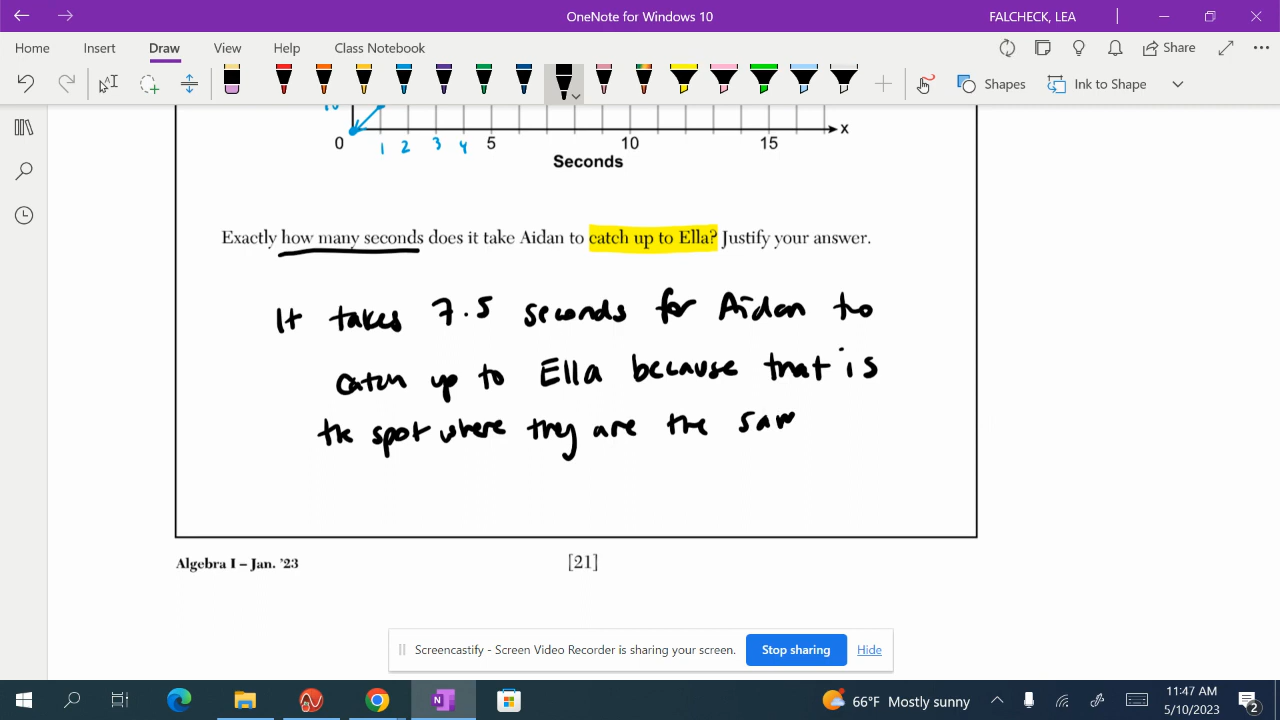 OneNote for Windows 10
FALCHECK, LEA
Home Insert Draw View Help Class Notebook
Share
Shapes
Ink to Shape
x
0 1 2 3 4 5 10 15
Seconds
Exactly how many seconds does it take Aidan to catch up to Ella? Justify your answer.
It takes 7.5 seconds for Aidan to
catch up to Ella because that is
the spot where they are the sam
Algebra I – Jan. ’23
[21]
Screencastify - Screen Video Recorder is sharing your screen.
Stop sharing
Hide
66°F Mostly sunny
11:47 AM
5/10/2023
2